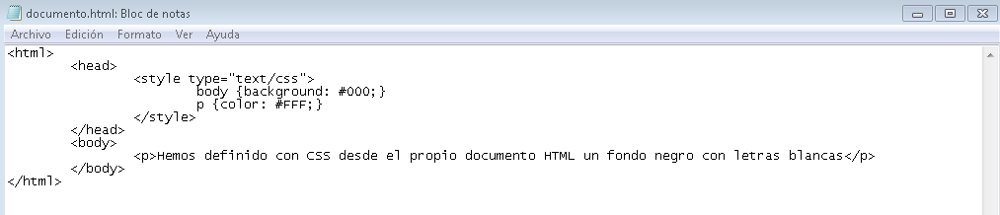 documento.html: Bloc de notas
Archivo Edición Formato Ver Ayuda
<html>
<head>
<style type="text/css">
body {background: #000;}
p {color: #FFF;}
</style>
</head>
<body>
<p>Hemos definido con CSS desde el propio documento HTML un fondo negro con letras blancas</p>
</body>
</html>